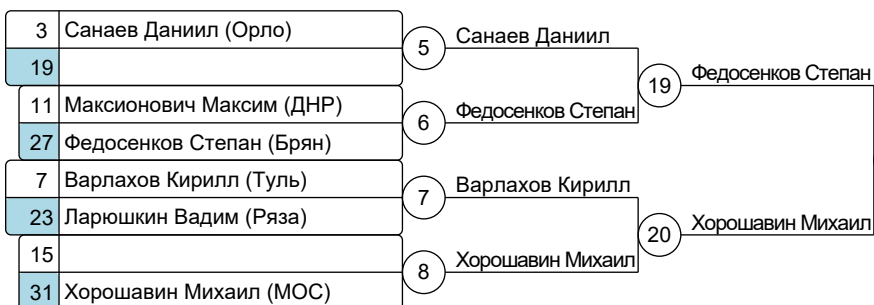 3 Санаев Даниил (Орло)
5 Санаев Даниил
19
19 Федосенков Степан
11 Максионович Максим (ДНР)
6 Федосенков Степан
27 Федосенков Степан (Брян)
7 Варлахов Кирилл (Туль)
7 Варлахов Кирилл
23 Ларюшкин Вадим (Ряза)
20 Хорошавин Михаил
15
8 Хорошавин Михаил
31 Хорошавин Михаил (МОС)